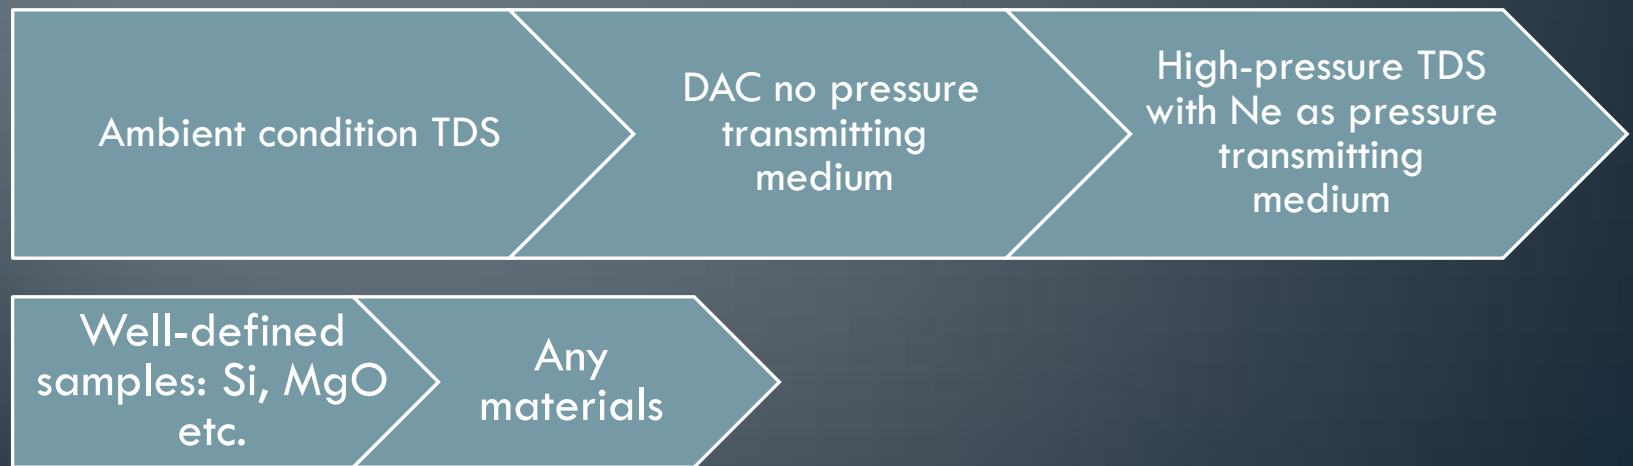 Ambient condition TDS
DAC no pressure
transmitting
medium
High-pressure TDS
with Ne as pressure
transmitting
medium
Well-defined
samples: Si, MgO
etc.
Any
materials